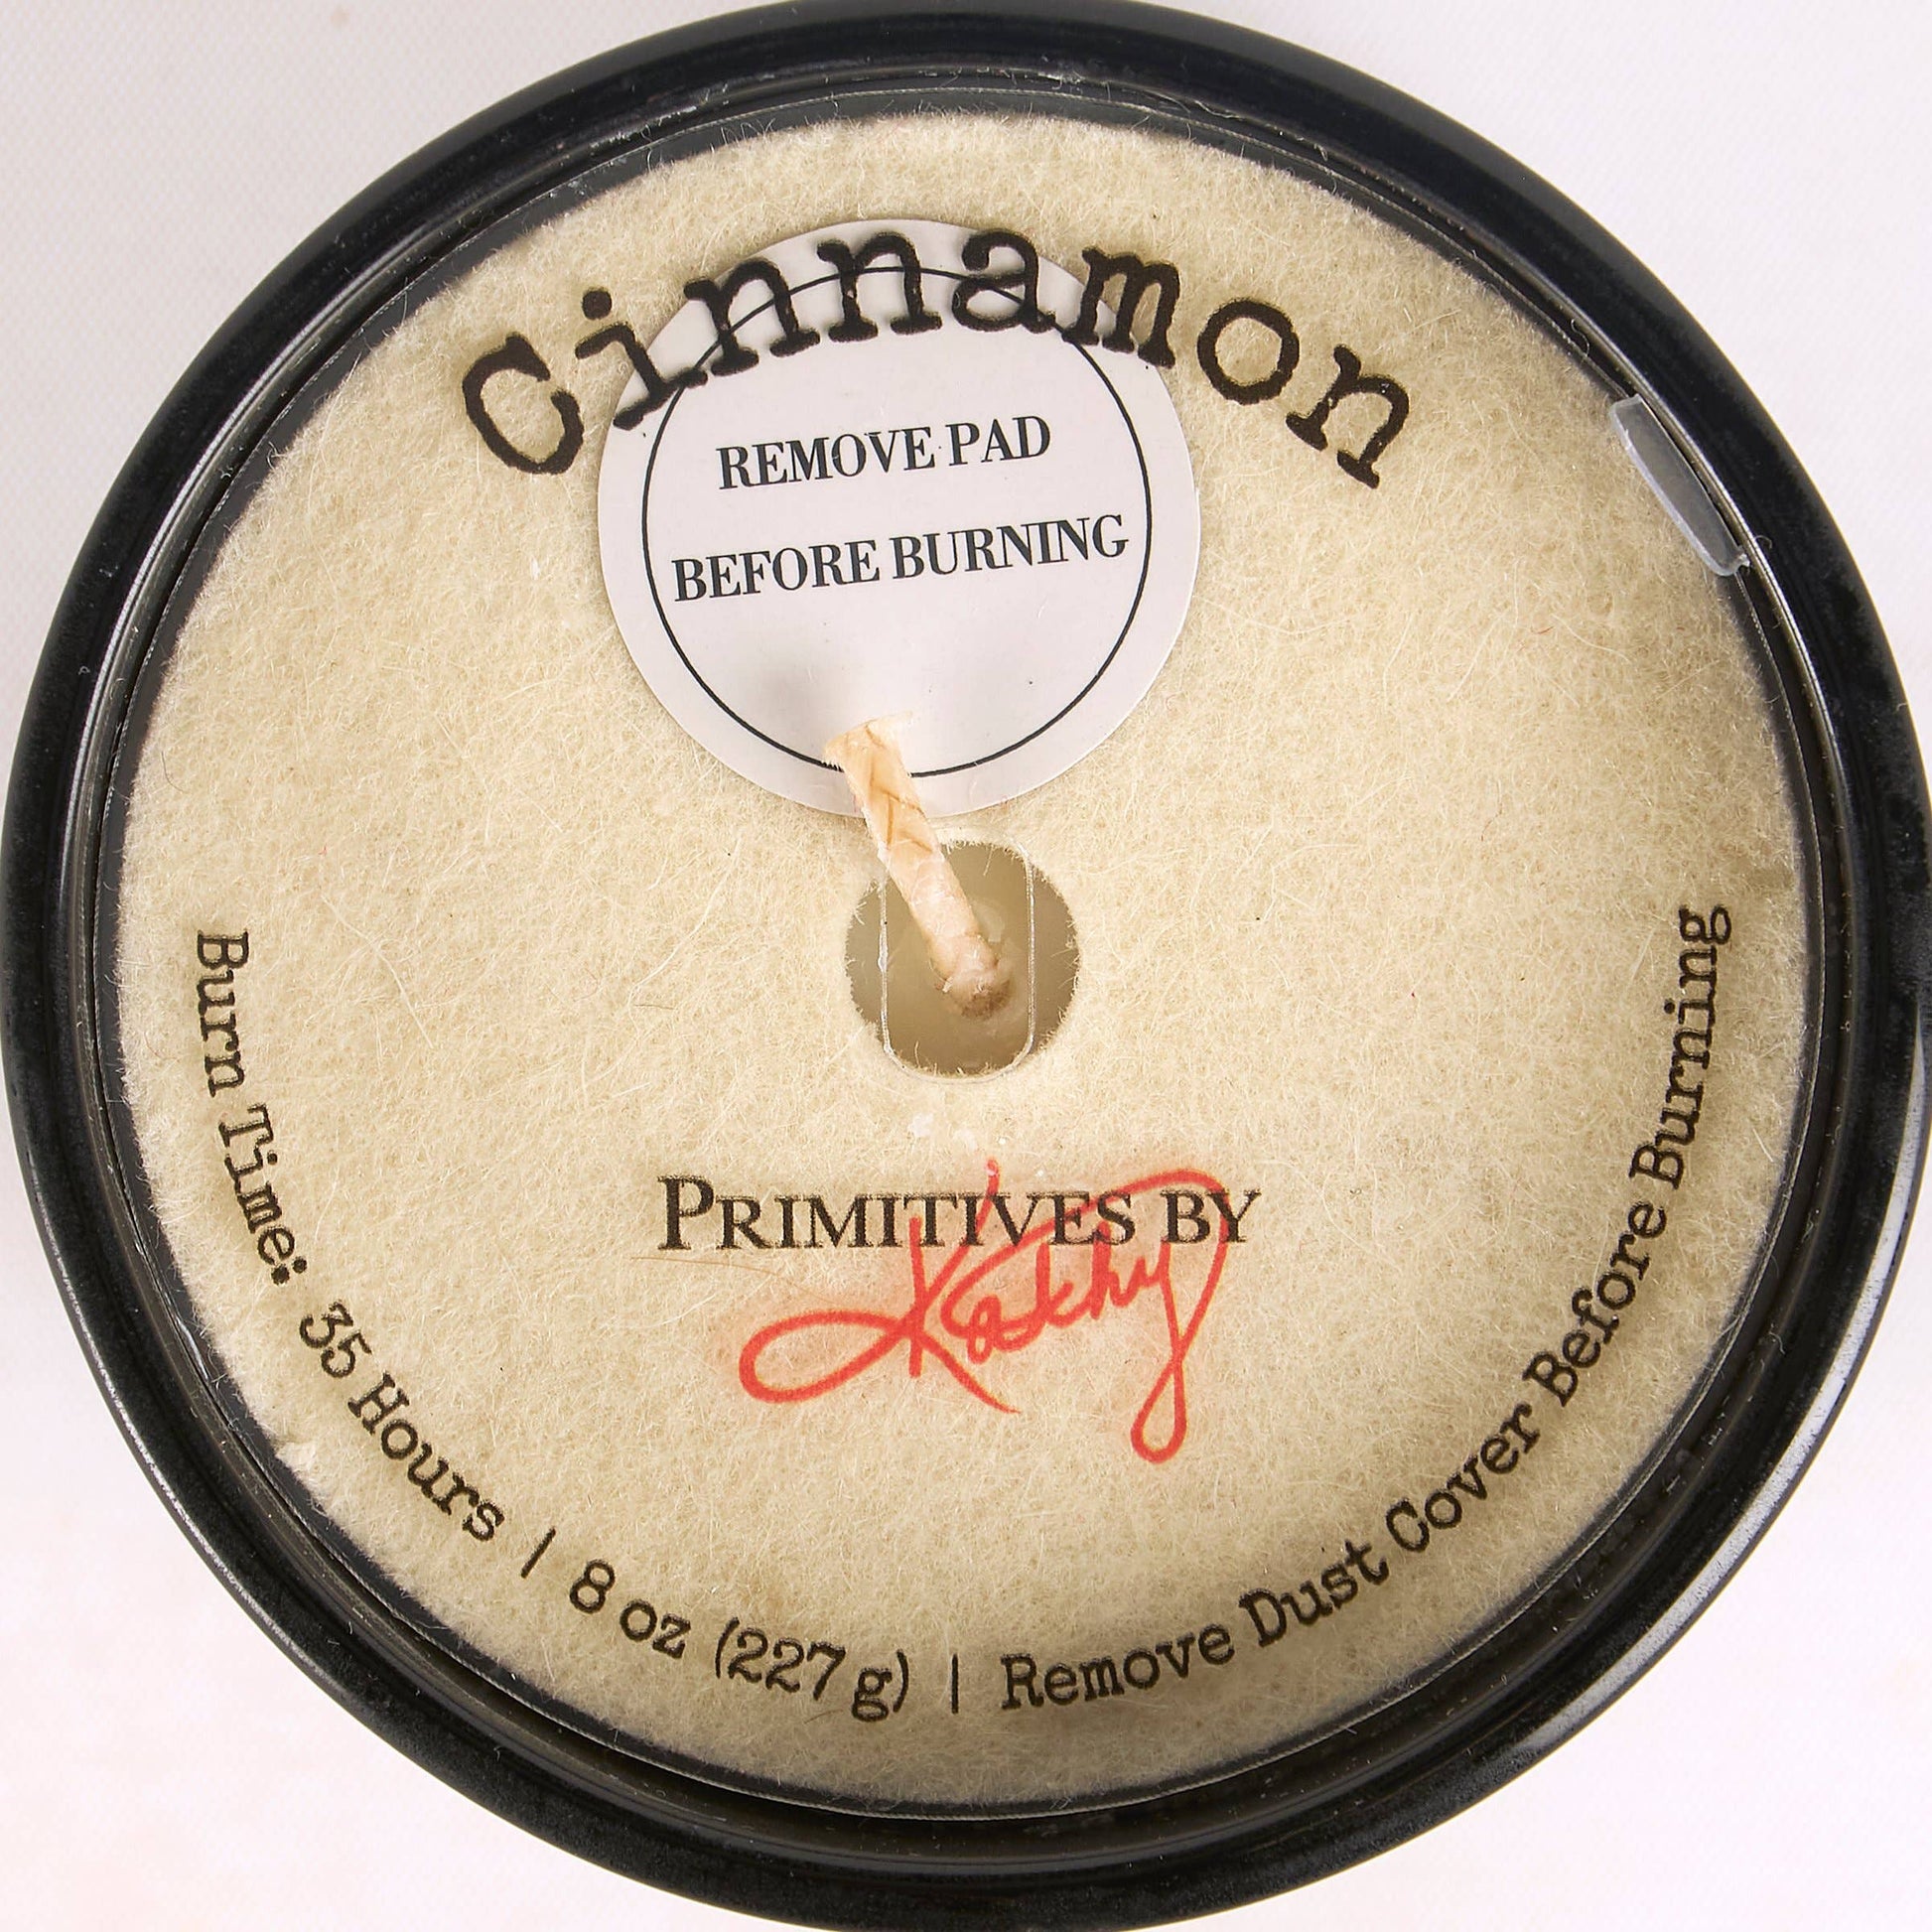 Cinnamon
REMOVE PAD
BEFORE BURNING
PRIMITIVES BY
Kathy
Burn Time: 35 Hours | 8 oz (227 g) | Remove Dust Cover Before Burning